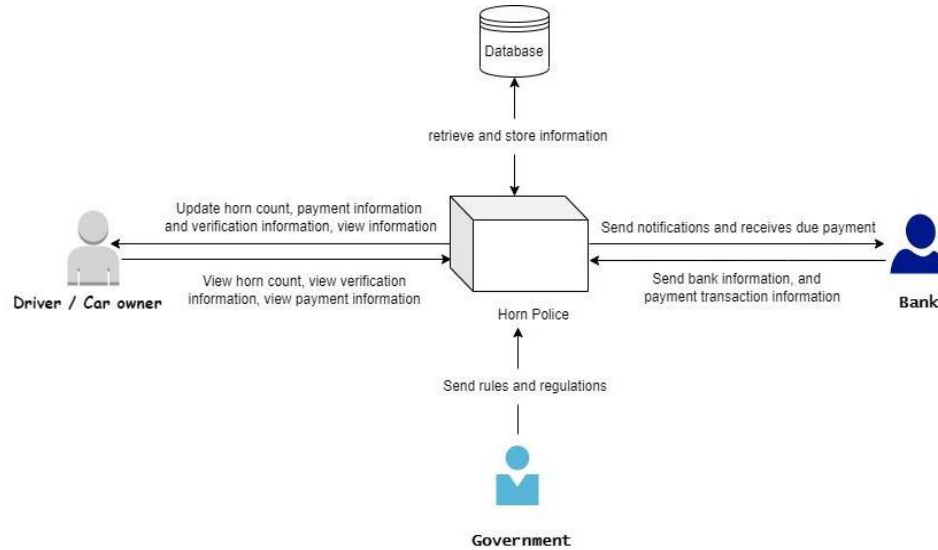 Database
retrieve and store information
Update horn count, payment information
and verification information, view information
Send notifications and receives due payment
View horn count, view verification
information, view payment information
Send bank information, and
payment transaction information
Driver / Car owner
Bank
Horn Police
Send rules and regulations
Government